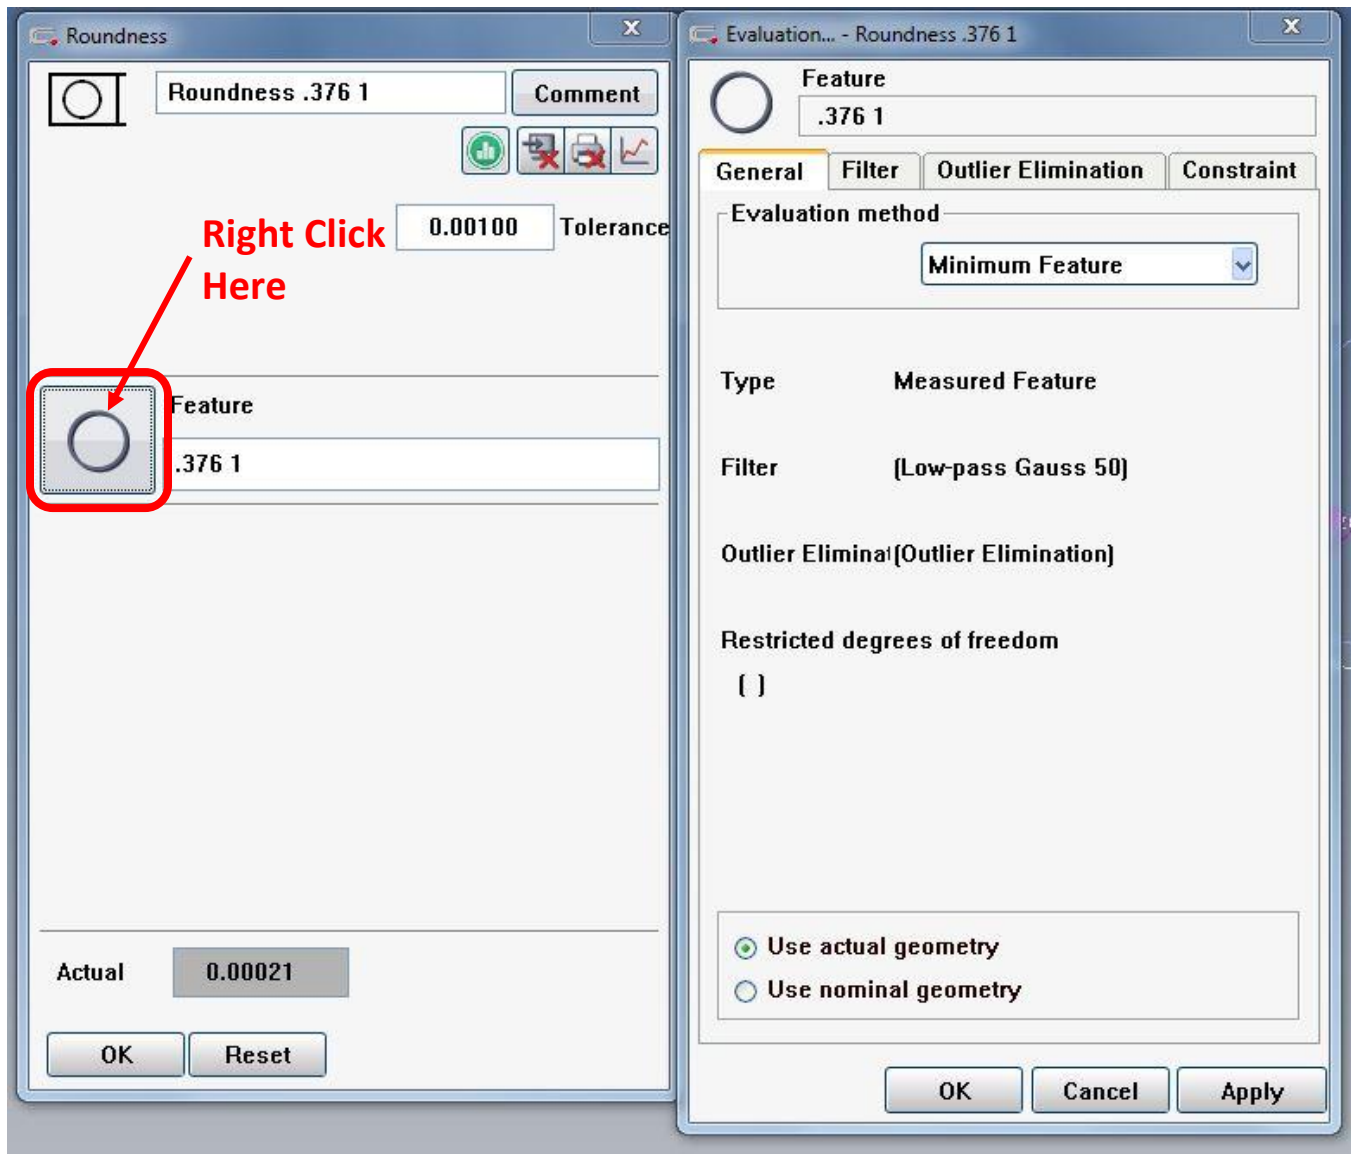 Roundness
X
Roundness .376 1
Comment
0.00100 Tolerance
Right Click
Here
Feature
.376 1
Actual 0.00021
OK Reset
Evaluation... - Roundness .376 1
X
Feature
.376 1
General Filter Outlier Elimination Constraint
Evaluation method
Minimum Feature
Type Measured Feature
Filter (Low-pass Gauss 50)
Outlier Eliminat (Outlier Elimination)
Restricted degrees of freedom
( )
Use actual geometry
Use nominal geometry
OK Cancel Apply